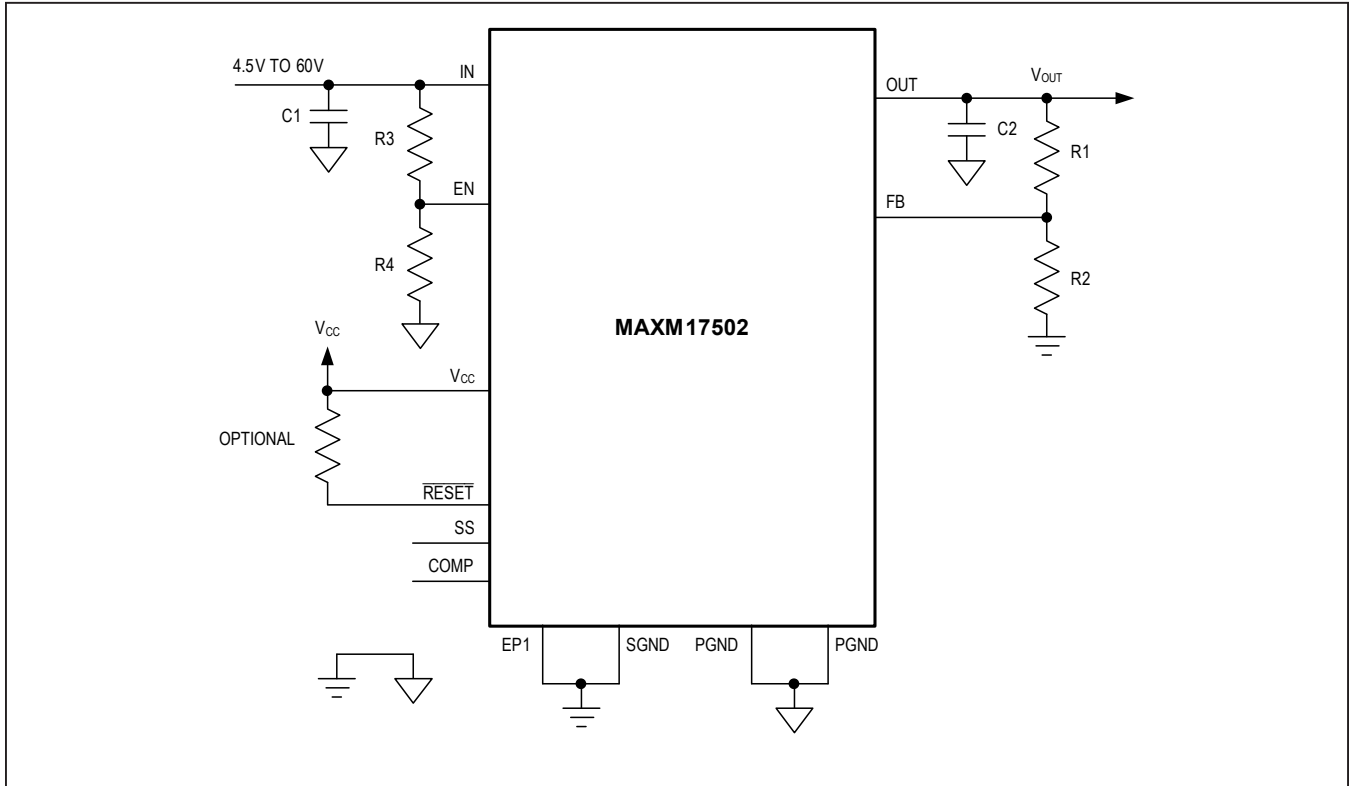 4.5V TO 60V
IN
C1
R3
EN
R4
VCC
VCC
OPTIONAL
RESET
SS
COMP
MAXM17502
OUT
VOUT
C2
R1
FB
R2
EP1
SGND
PGND
PGND